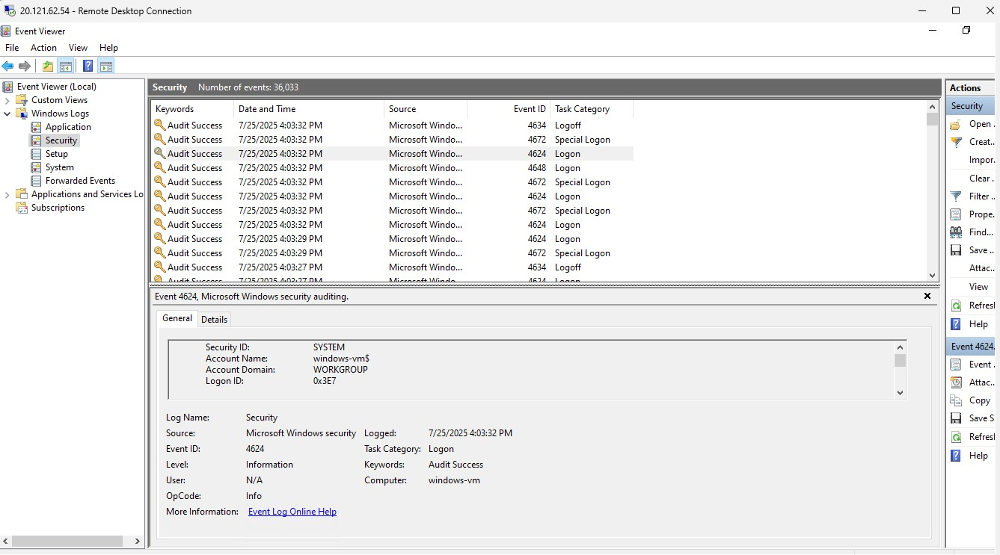 20.121.62.54 - Remote Desktop Connection
Event Viewer
File Action View Help
Event Viewer (Local)
Custom Views
Windows Logs
Application
Security
Setup
System
Forwarded Events
Applications and Services Lo
Subscriptions
Security Number of events: 36,033
Keywords Date and Time Source Event ID Task Category
Audit Success 7/25/2025 4:03:32 PM Microsoft Windo... 4634 Logoff
Audit Success 7/25/2025 4:03:32 PM Microsoft Windo... 4672 Special Logon
Audit Success 7/25/2025 4:03:32 PM Microsoft Windo... 4624 Logon
Audit Success 7/25/2025 4:03:32 PM Microsoft Windo... 4648 Logon
Audit Success 7/25/2025 4:03:32 PM Microsoft Windo... 4672 Special Logon
Audit Success 7/25/2025 4:03:32 PM Microsoft Windo... 4624 Logon
Audit Success 7/25/2025 4:03:32 PM Microsoft Windo... 4672 Special Logon
Audit Success 7/25/2025 4:03:32 PM Microsoft Windo... 4624 Logon
Audit Success 7/25/2025 4:03:29 PM Microsoft Windo... 4624 Logon
Audit Success 7/25/2025 4:03:29 PM Microsoft Windo... 4672 Special Logon
Audit Success 7/25/2025 4:03:27 PM Microsoft Windo... 4634 Logoff
Audit Success 7/25/2025 4:03:27 PM Microsoft Windo... 4624 Logon
Event 4624, Microsoft Windows security auditing.
General Details
Security ID: SYSTEM
Account Name: windows-vm$
Account Domain: WORKGROUP
Logon ID: 0x3E7
Log Name: Security
Source: Microsoft Windows security Logged: 7/25/2025 4:03:32 PM
Event ID: 4624 Task Category: Logon
Level: Information Keywords: Audit Success
User: N/A Computer: windows-vm
OpCode: Info
More Information: Event Log Online Help
Actions
Security
Open .
Creat..
Impor.
Clear .
Filter ..
Prope.
Find...
Save ..
Attac..
View
Refresl
Help
Event 4624,
Event .
Attac..
Copy
Save S
Refresl
Help